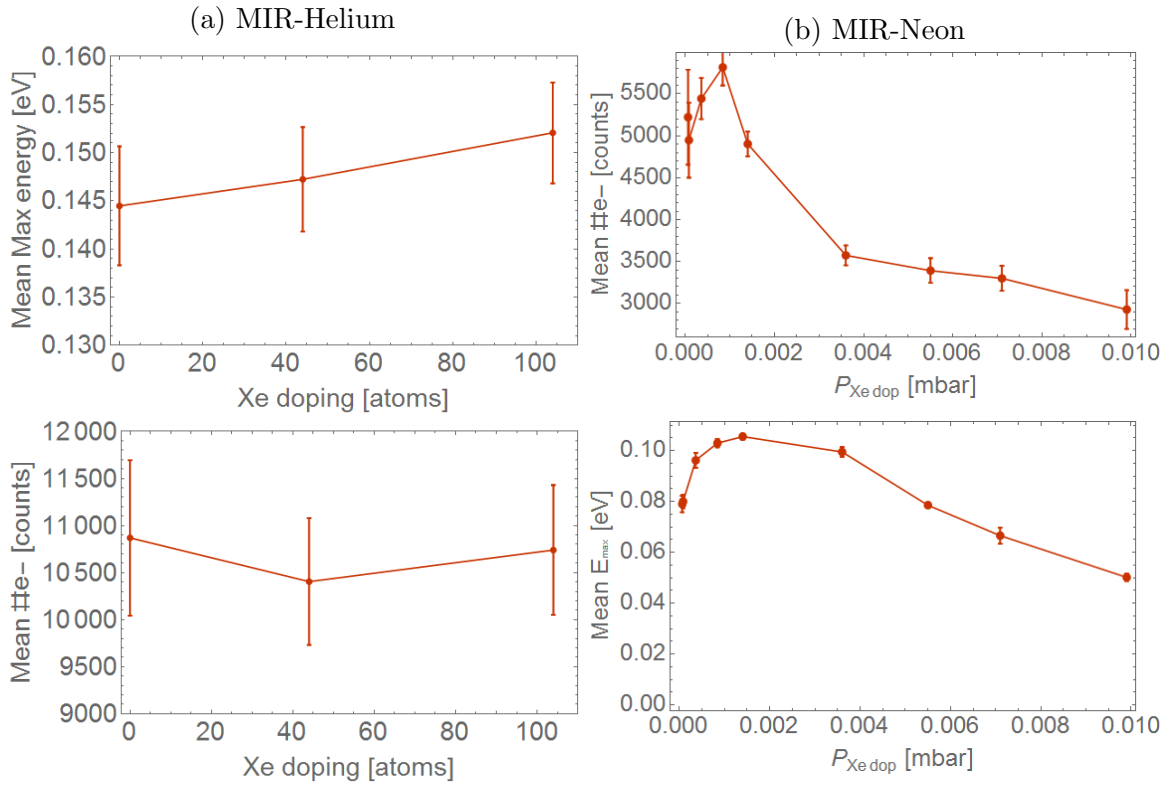 (a) MIR-Helium
0.160
0.155
0.150
0.145
0.140
0.135
0.130
Mean Max energy [eV]
0 20 40 60 80 100
Xe doping [atoms]
(b) MIR-Neon
5500
5000
4500
4000
3500
3000
Mean #e- [counts]
0.000 0.002 0.004 0.006 0.008 0.010
P Xe dop [mbar]
12 000
11 500
11 000
10 500
10 000
9500
9000
Mean #e- [counts]
0 20 40 60 80 100
Xe doping [atoms]
0.10
0.08
0.06
0.04
0.02
0.00
Mean Emax [eV]
0.000 0.002 0.004 0.006 0.008 0.010
P Xe dop [mbar]